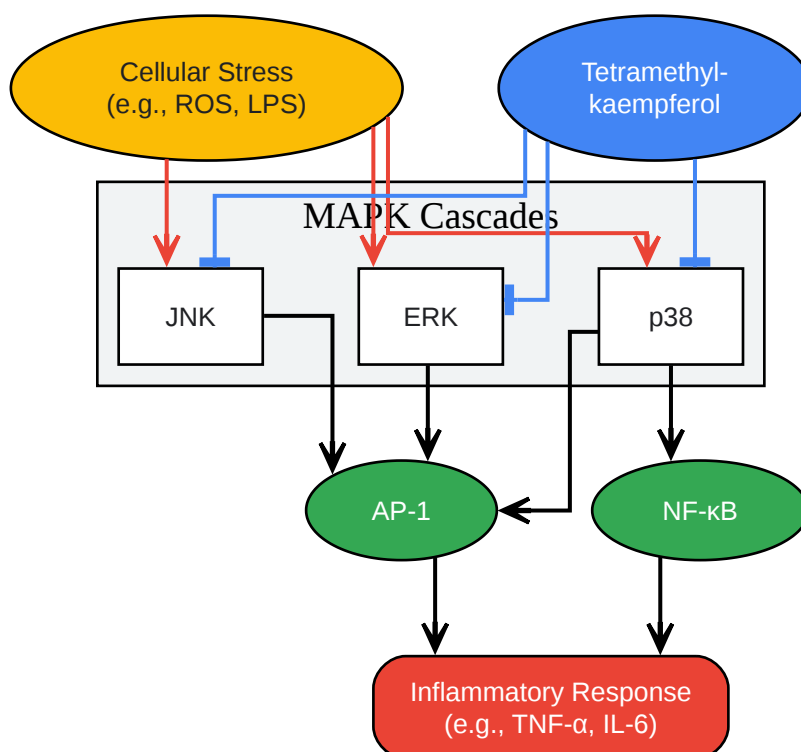 Cellular Stress
(e.g., ROS, LPS)
Tetramethyl-
kaempferol
MAPK Cascades
JNK
ERK
p38
AP-1
NF-κB
Inflammatory Response
(e.g., TNF-α, IL-6)